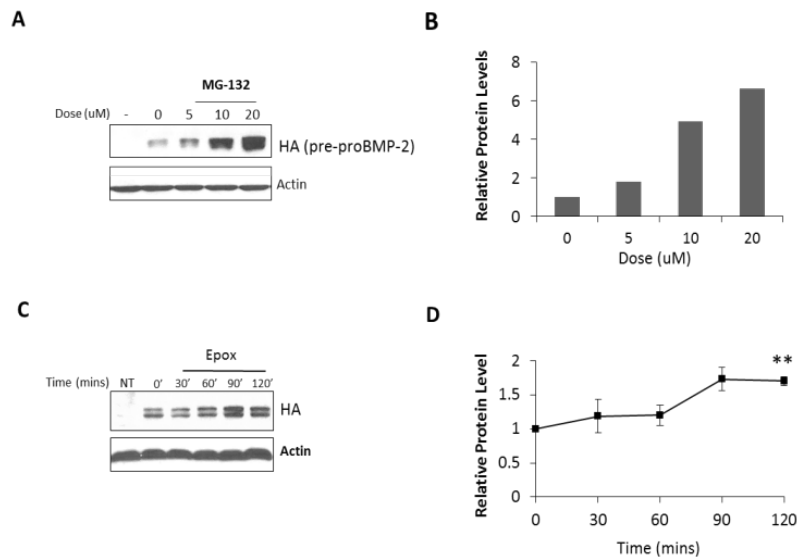 A
MG-132
Dose (uM) - 0 5 10 20
HA (pre-proBMP-2)
Actin
B
Relative Protein Levels
8
6
4
2
0
0 5 10 20
Dose (uM)
C
Epox
Time (mins) NT 0' 30' 60' 90' 120'
HA
Actin
D
Relative Protein Level
2
1.5
1
0.5
0
**
0 30 60 90 120
Time (mins)